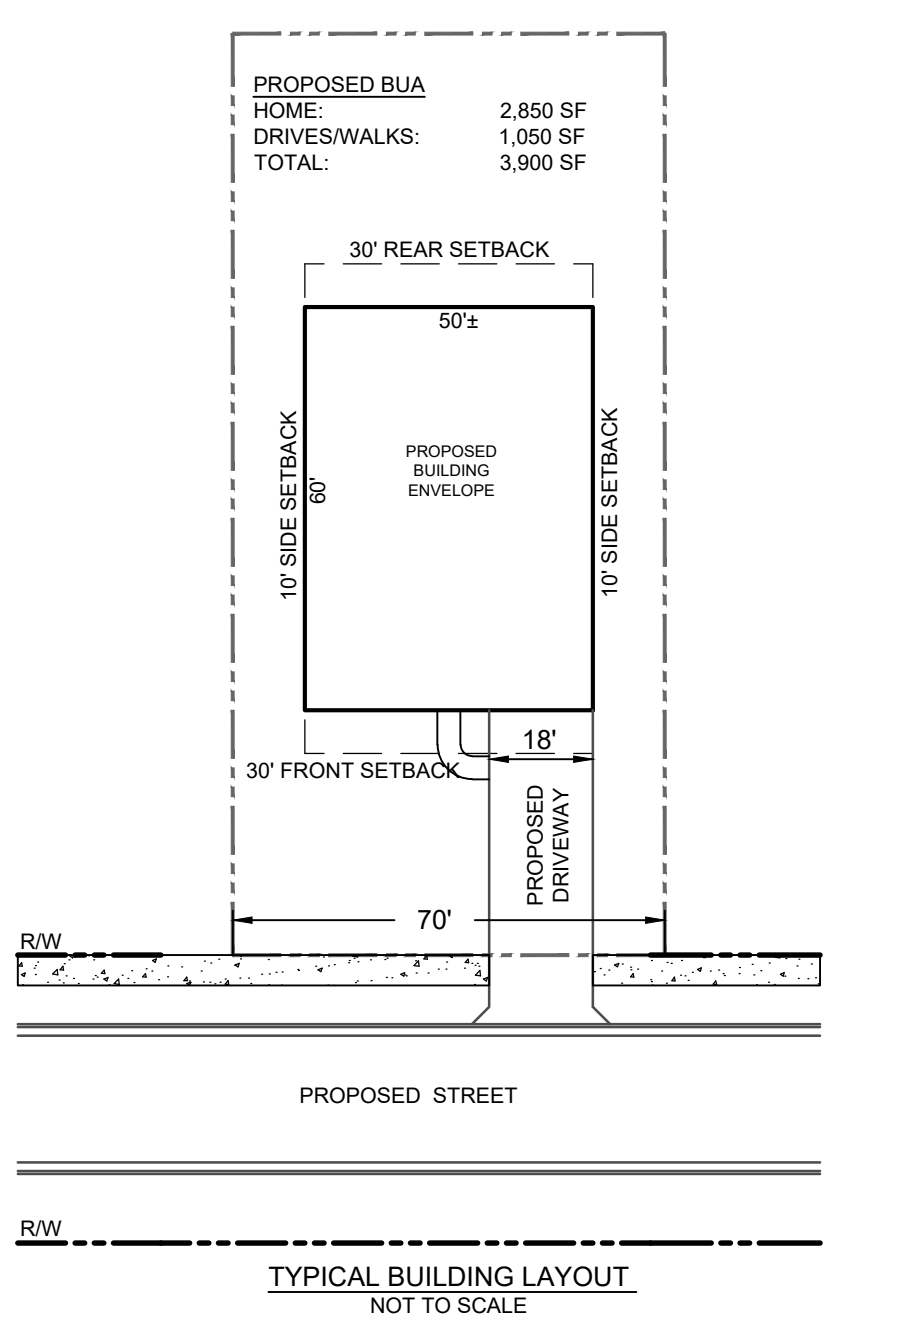 PROPOSED BUA
HOME: 2,850 SF
DRIVES/WALKS: 1,050 SF
TOTAL: 3,900 SF
30' REAR SETBACK
50'±
10' SIDE SETBACK
60'
PROPOSED
BUILDING
ENVELOPE
10' SIDE SETBACK
18'
30' FRONT SETBACK
PROPOSED
DRIVEWAY
70'
R/W
PROPOSED STREET
R/W
TYPICAL BUILDING LAYOUT
NOT TO SCALE